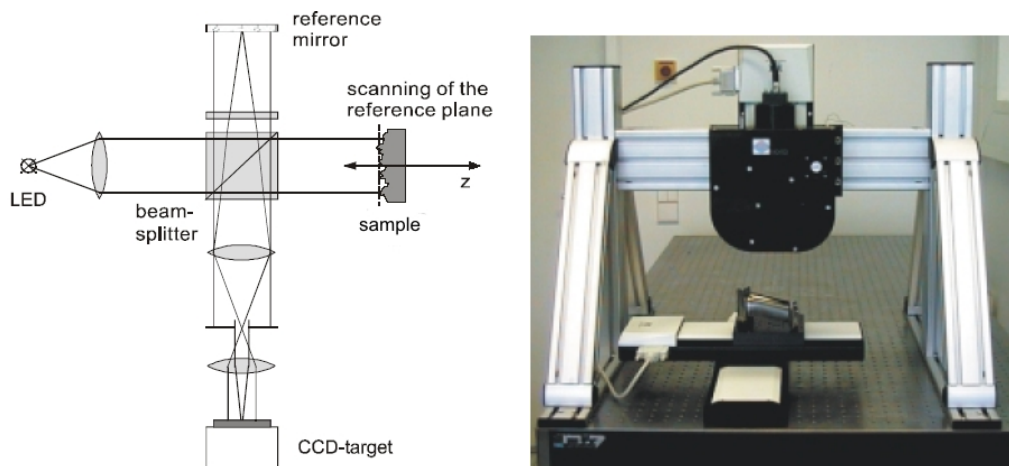 reference
mirror
scanning of the
reference plane
LED
z
beam-
splitter
sample
CCD-target